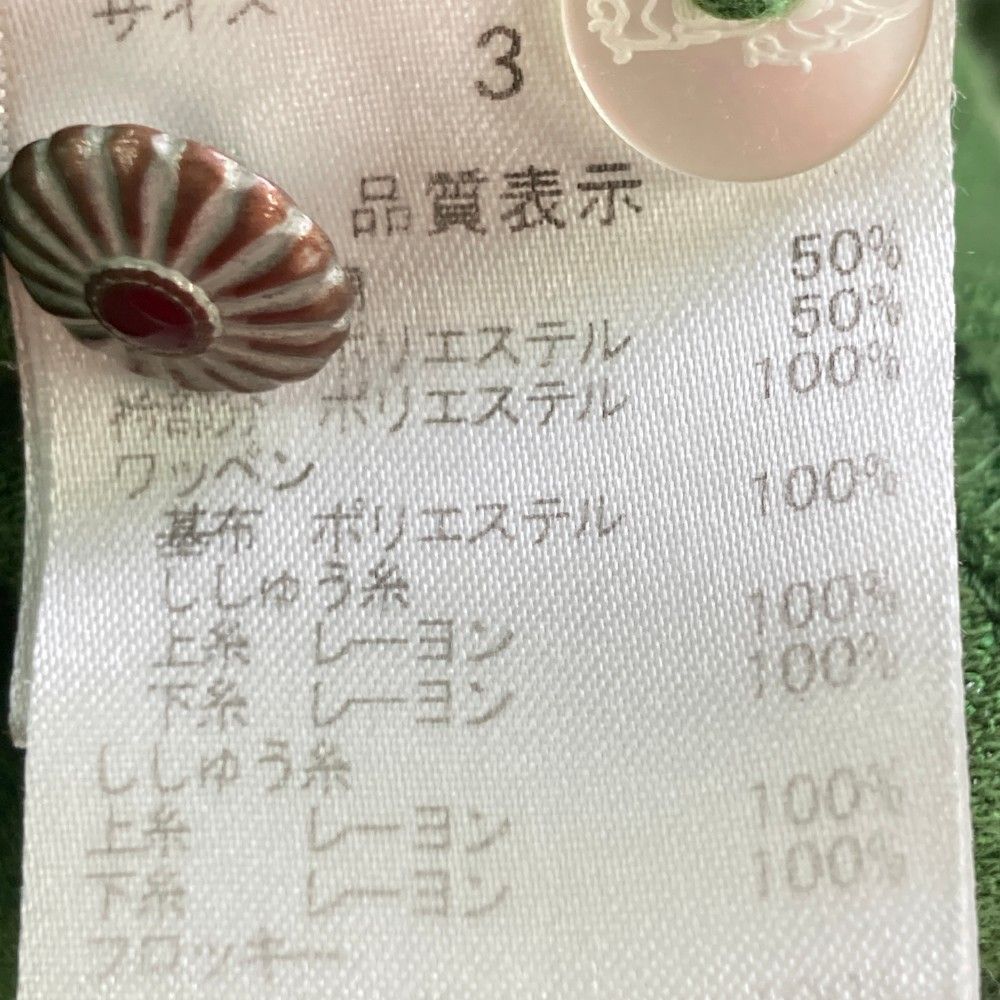 サイズ
3
品質表示
50%
ポリエステル 50%
衿部分 ポリエステル 100%
ワッペン
基布 ポリエステル 100%
ししゅう糸
上糸 レーヨン 100%
下糸 レーヨン 100%
ししゅう糸
上糸 レーヨン 100%
下糸 レーヨン 100%
フロッキー